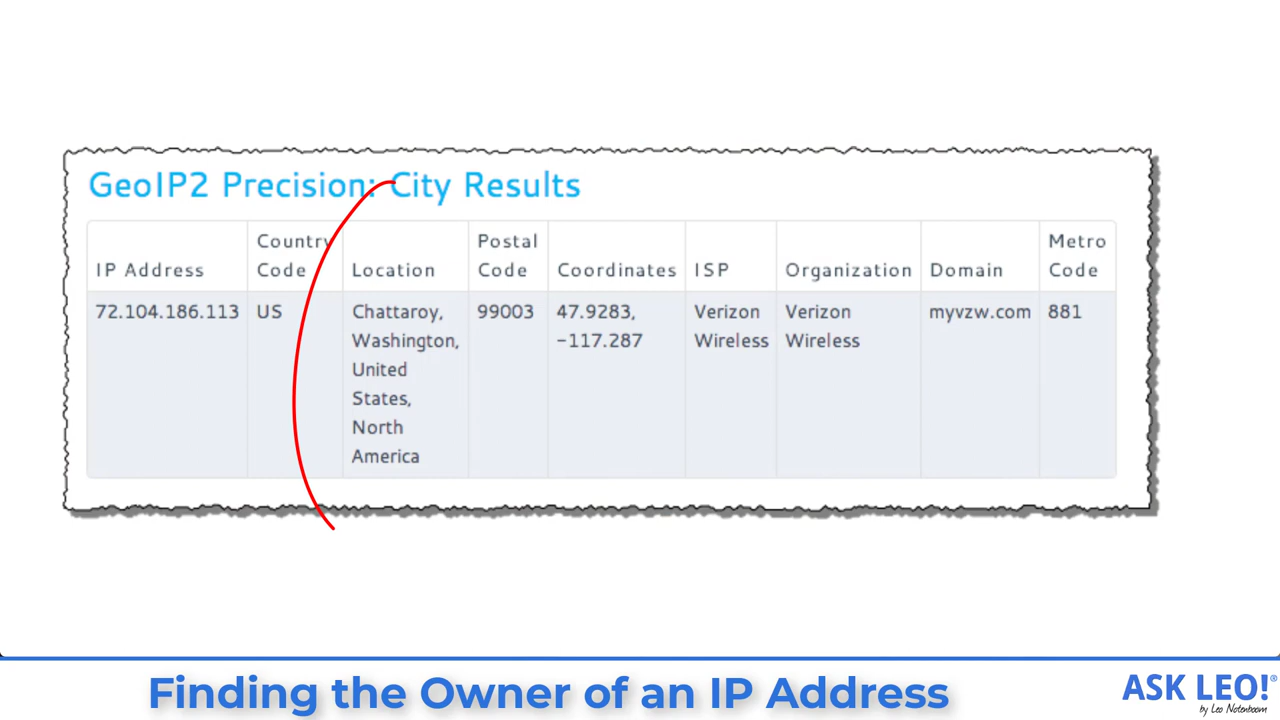 GeoIP2 Precision: City Results
IP Address Country Code Location Postal Code Coordinates ISP Organization Domain Metro Code
72.104.186.113 US Chattaroy, 99003 47.9283, Verizon Verizon myvzw.com 881
Washington, -117.287 Wireless Wireless
United
States,
North
America
Finding the Owner of an IP Address
ASK LEO!®
by Leo Notenboom